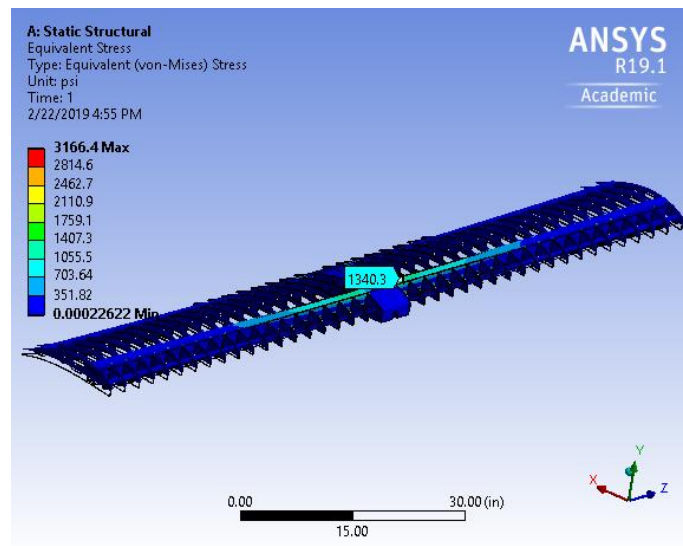 A: Static Structural
Equivalent Stress
Type: Equivalent (von-Mises) Stress
Unit: psi
Time: 1
2/22/2019 4:55 PM
ANSYS
R19.1
Academic
3166.4 Max
2814.6
2462.7
2110.9
1759.1
1407.3
1055.5
703.64
351.82
0.00022622 Min
1340.3
Y
X
Z
0.00
30.00 (in)
15.00